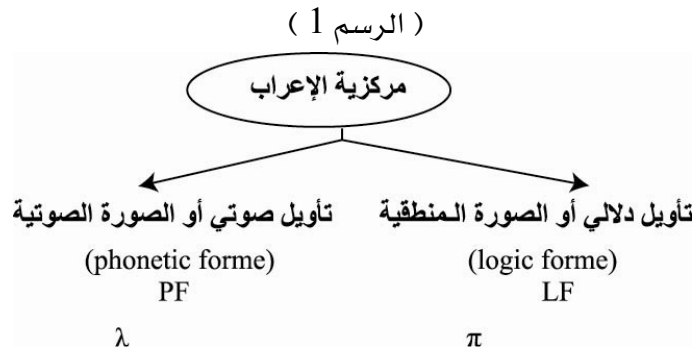 ( الرسم 1 )
مركزية الإعراب
تأويل دلالي أو الصورة المنطقية
(logic forme)
LF
π
تأويل صوتي أو الصورة الصوتية
(phonetic forme)
PF
λ